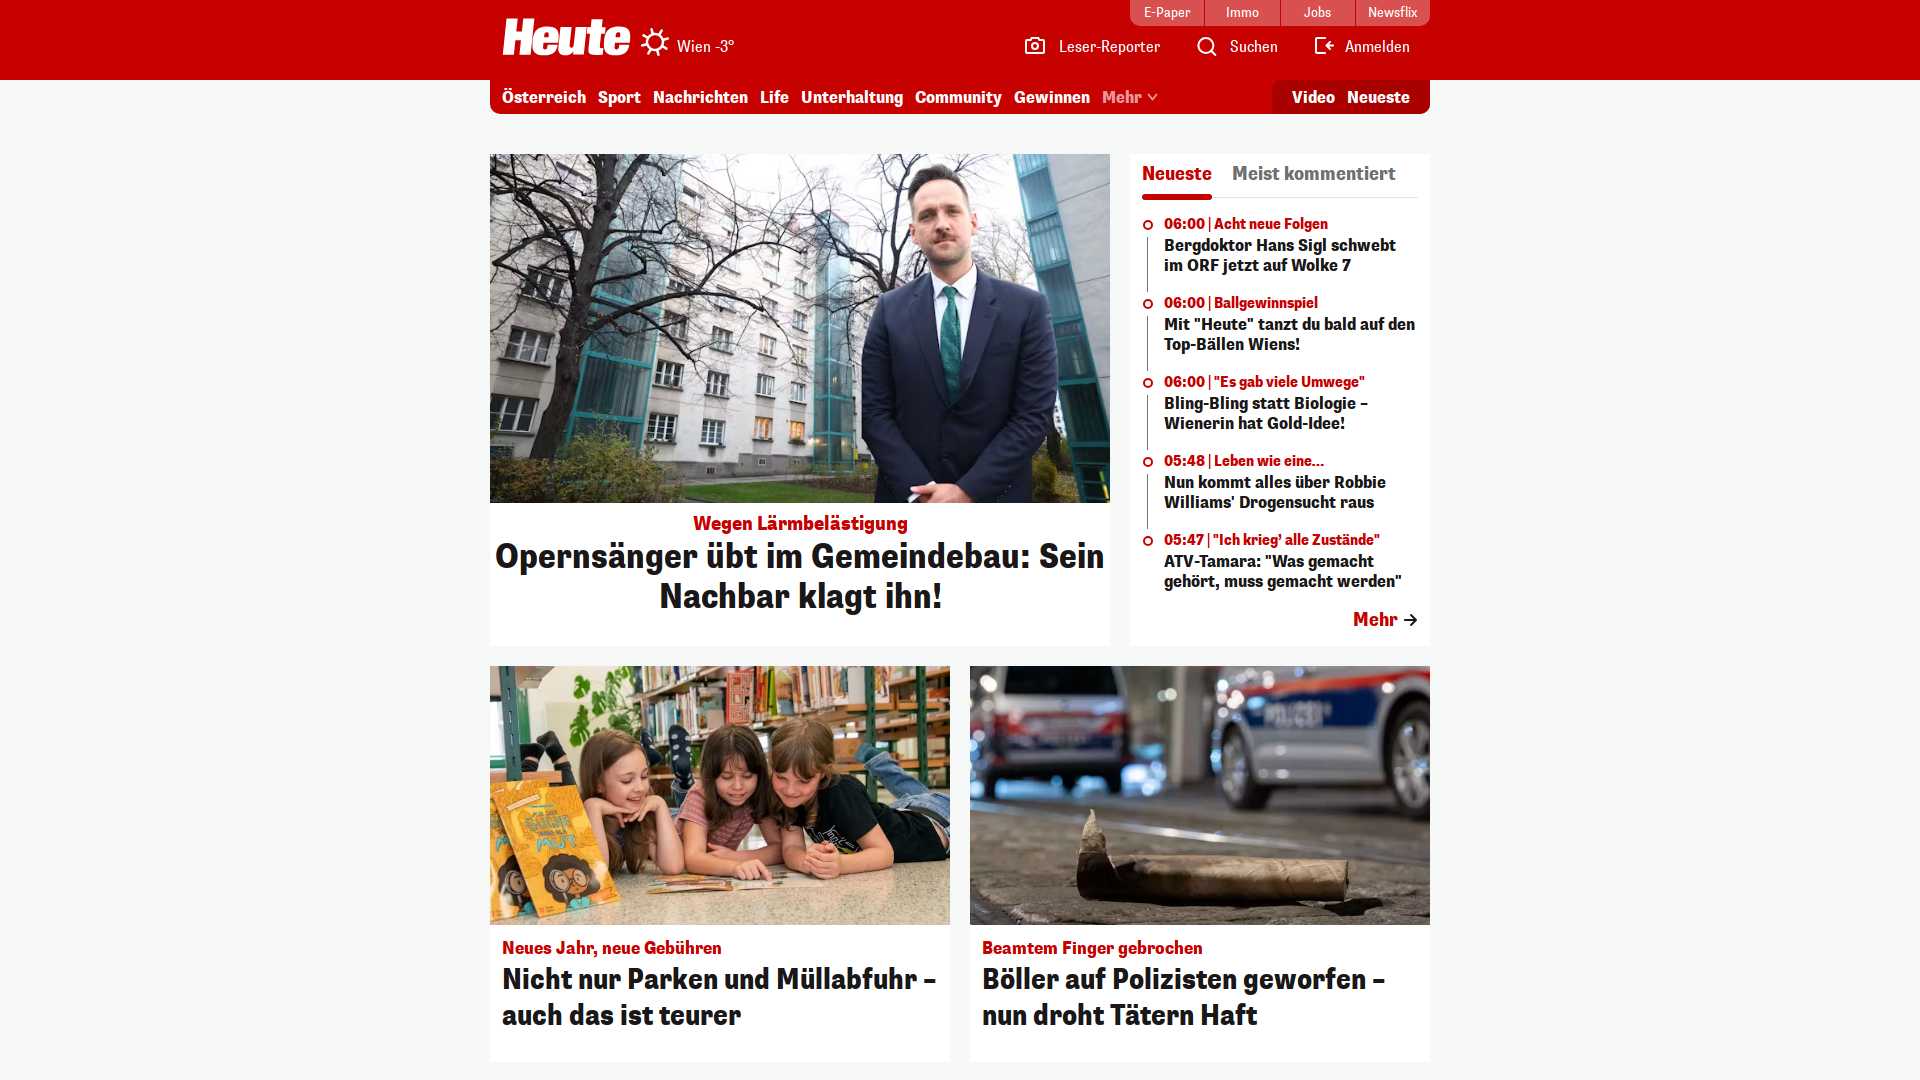 E-Paper
Immo
Jobs
Newsflix
Heute
Wien -3°
Leser-Reporter
Suchen
Anmelden
Österreich
Sport
Nachrichten
Life
Unterhaltung
Community
Gewinnen
Mehr
Video
Neueste
Wegen Lärmbelästigung
Opernsänger übt im Gemeindebau: Sein
Nachbar klagt ihn!
Neueste
Meist kommentiert
06:00 | Acht neue Folgen
Bergdoktor Hans Sigl schwebt
im ORF jetzt auf Wolke 7
06:00 | Ballgewinnspiel
Mit "Heute" tanzt du bald auf den
Top-Bällen Wiens!
06:00 | "Es gab viele Umwege"
Bling-Bling statt Biologie –
Wienerin hat Gold-Idee!
05:48 | Leben wie eine...
Nun kommt alles über Robbie
Williams' Drogensucht raus
05:47 | "Ich krieg’ alle Zustände"
ATV-Tamara: "Was gemacht
gehört, muss gemacht werden"
Mehr
Neues Jahr, neue Gebühren
Nicht nur Parken und Müllabfuhr –
auch das ist teurer
POLIZEI
Beamtem Finger gebrochen
Böller auf Polizisten geworfen –
nun droht Tätern Haft